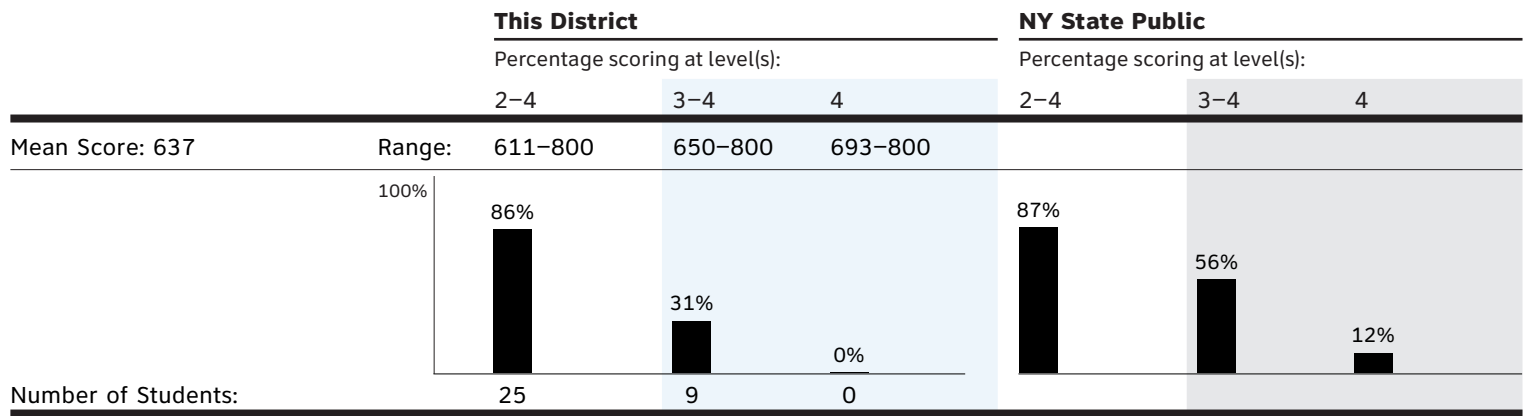 This District NY State Public
Percentage scoring at level(s): Percentage scoring at level(s):
2–4 3–4 4 2–4 3–4 4
Mean Score: 637 Range: 611–800 650–800 693–800
100%
86% 31% 0% 87% 56% 12%
Number of Students: 25 9 0